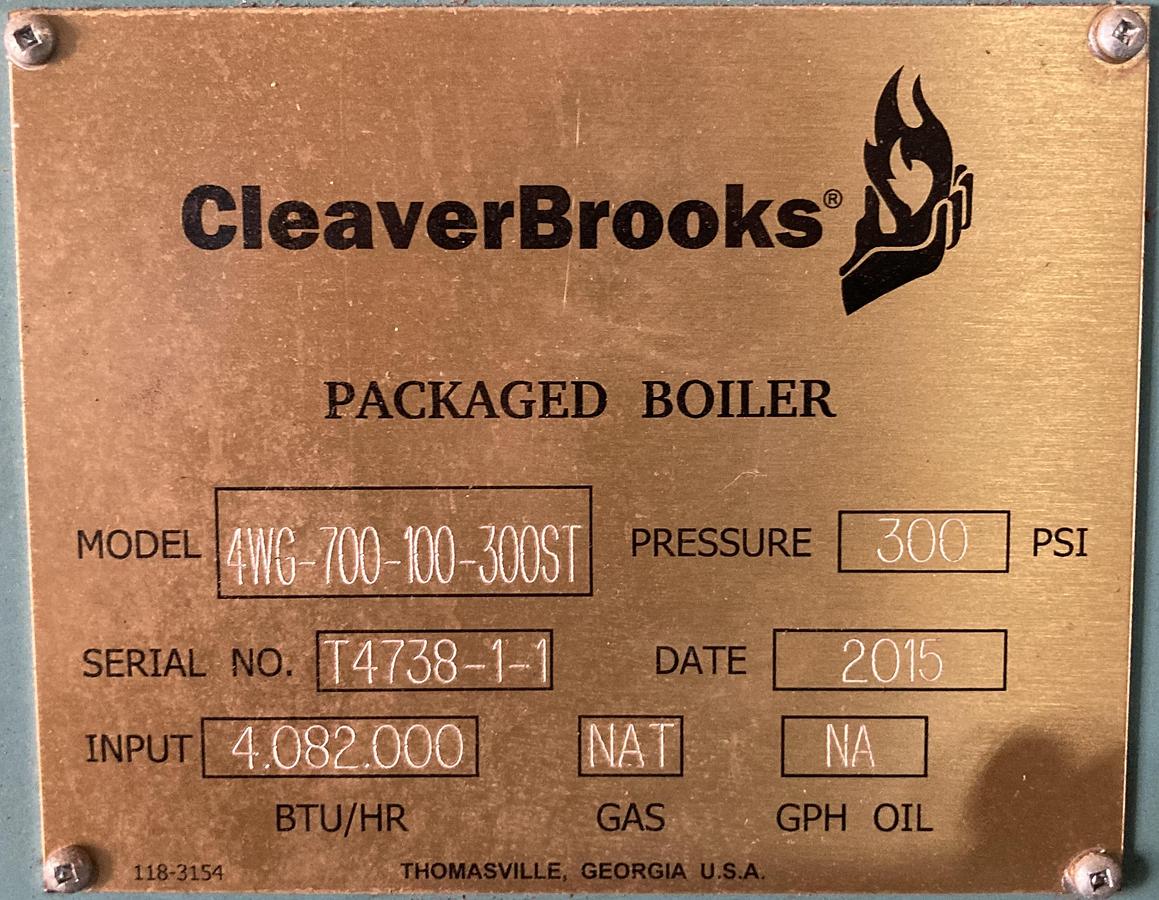 CleaverBrooks®
PACKAGED BOILER
MODEL 4WG-700-100-300ST PRESSURE 300 PSI
SERIAL NO. T4738-1-1 DATE 2015
INPUT 4.082.000 NAT NA
BTU/HR GAS GPH OIL
118-3154 THOMASVILLE, GEORGIA U.S.A.